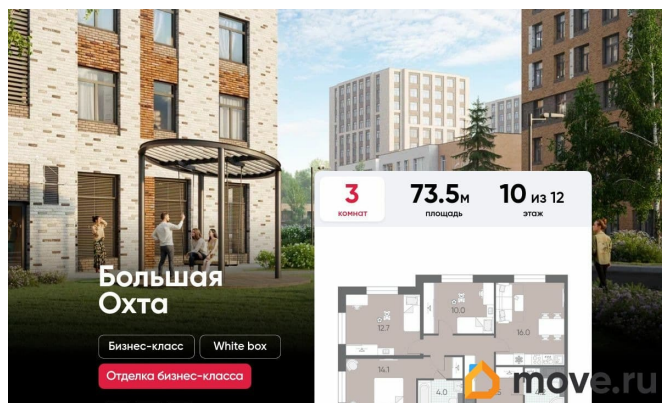 3
комнат
73.5м
площадь
10 из 12
этаж
Большая
Охта
Бизнес-класс
White box
Отделка бизнес-класса
12.7
10.0
16.0
14.1
4.0
move.ru